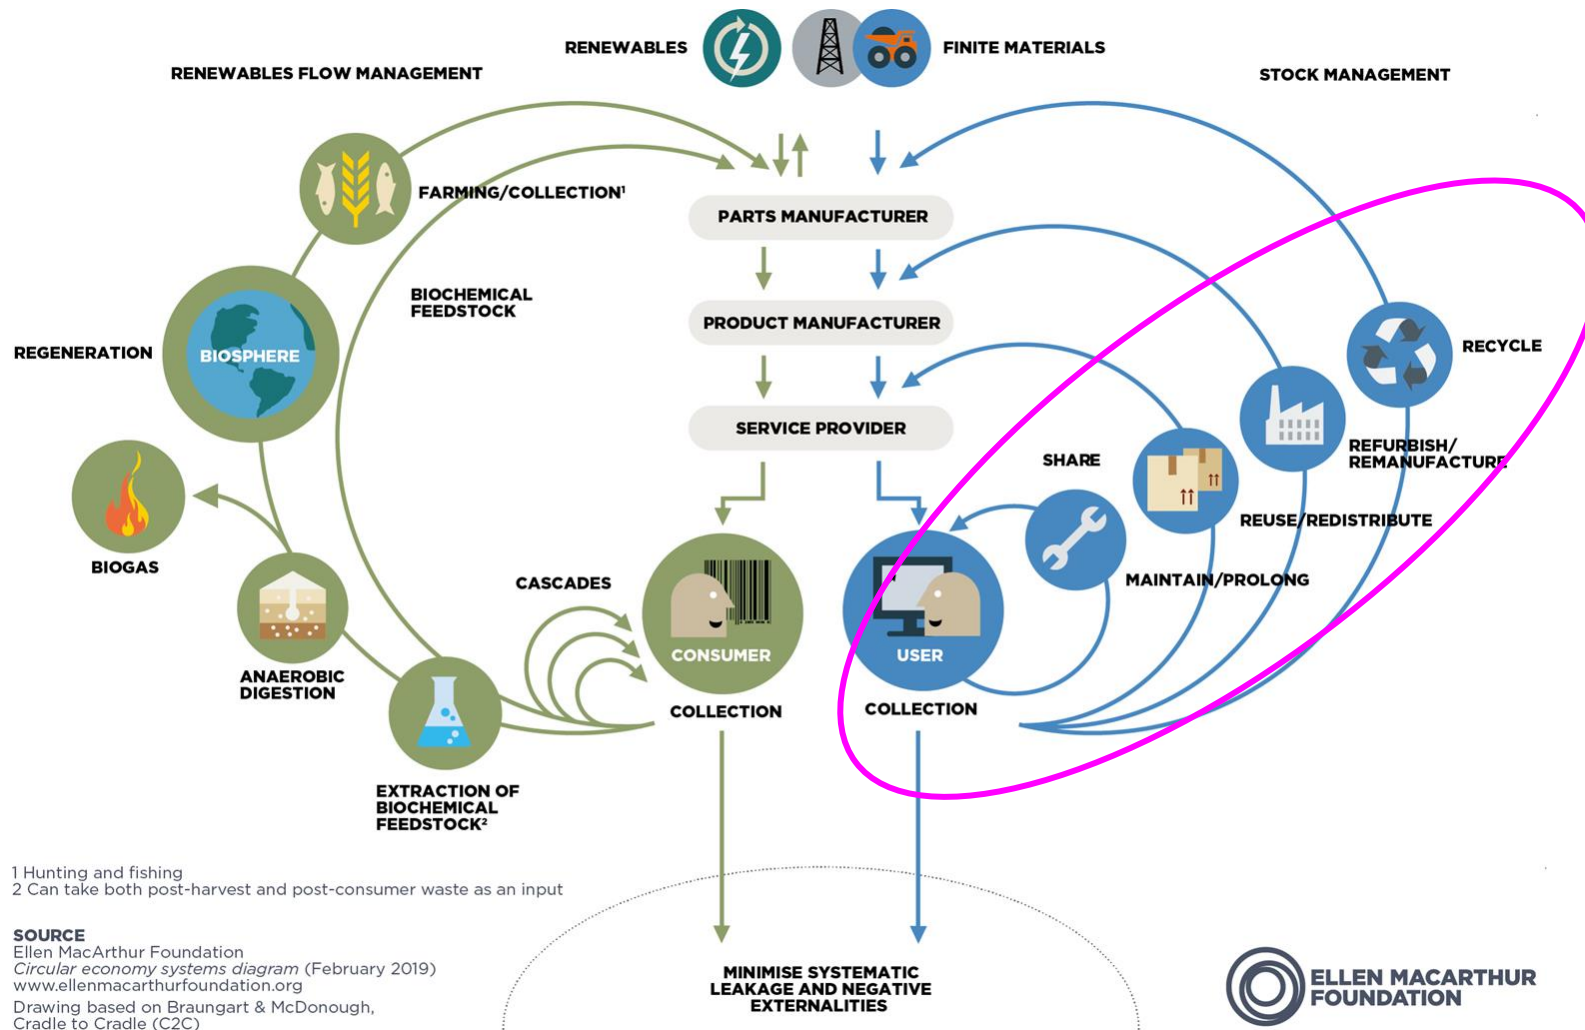 RENEWABLES
FINITE MATERIALS
RENEWABLES FLOW MANAGEMENT
STOCK MANAGEMENT
FARMING/COLLECTION¹
PARTS MANUFACTURER
BIOCHEMICAL
FEEDSTOCK
PRODUCT MANUFACTURER
REGENERATION
BIOSPHERE
RECYCLE
SERVICE PROVIDER
SHARE
REFURBISH/
REMANUFACTURE
REUSE/REDISTRIBUTE
BIOGAS
CASCADES
MAINTAIN/PROLONG
CONSUMER
USER
ANAEROBIC
DIGESTION
COLLECTION
COLLECTION
EXTRACTION OF
BIOCHEMICAL
FEEDSTOCK²
1 Hunting and fishing
2 Can take both post-harvest and post-consumer waste as an input
SOURCE
Ellen MacArthur Foundation
Circular economy systems diagram (February 2019)
www.ellenmacarthurfoundation.org
Drawing based on Braungart & McDonough,
Cradle to Cradle (C2C)
MINIMISE SYSTEMATIC
LEAKAGE AND NEGATIVE
EXTERNALITIES
ELLEN MACARTHUR
FOUNDATION